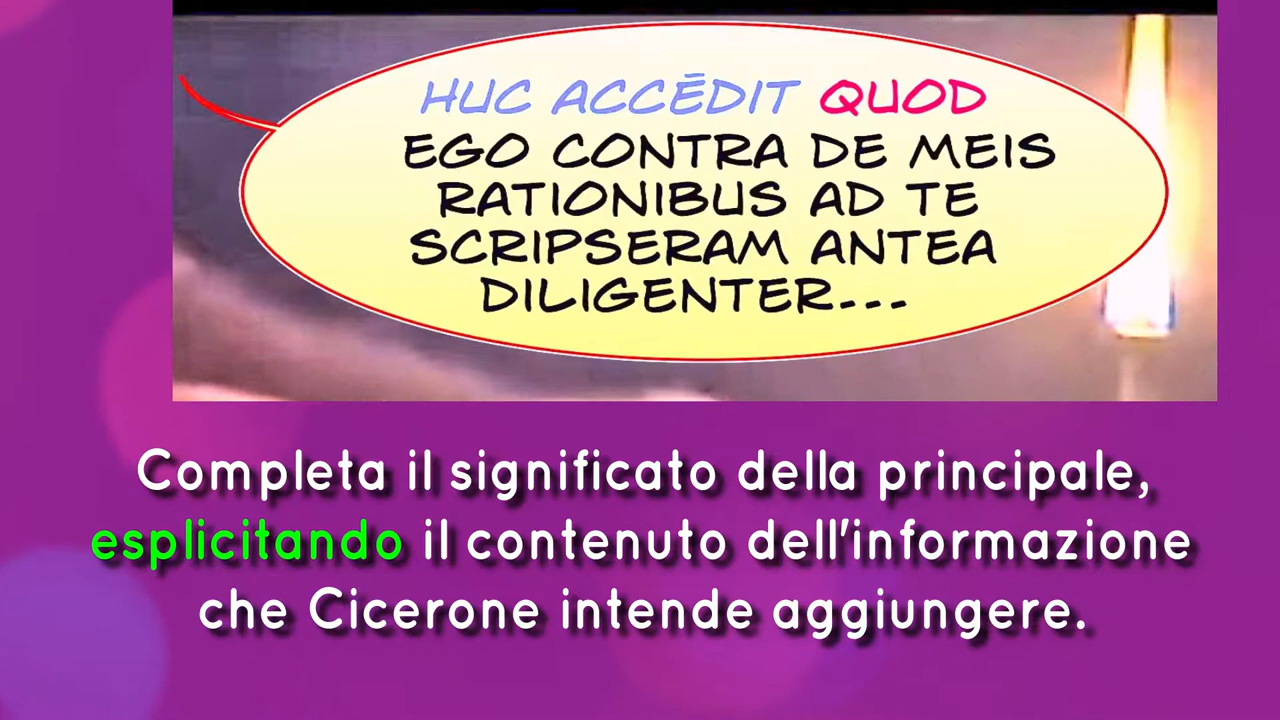 HUC ACCĒDIT QUOD
EGO CONTRA DE MEIS
RATIONIBUS AD TE
SCRIPSERAM ANTEA
DILIGENTER...
Completa il significato della principale,
esplicitando il contenuto dell'informazione
che Cicerone intende aggiungere.